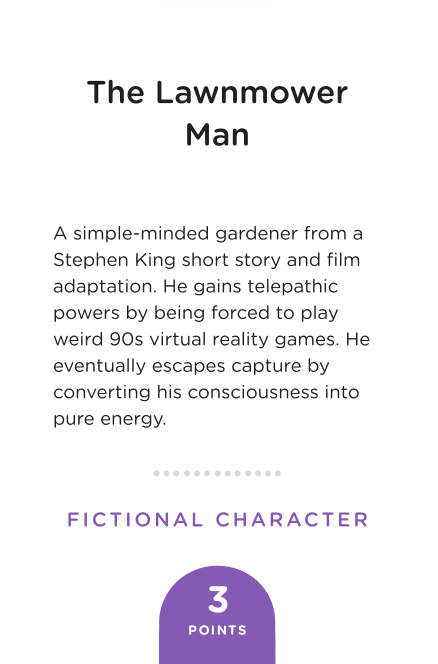 The Lawnmower
Man
A simple-minded gardener from a
Stephen King short story and film
adaptation. He gains telepathic
powers by being forced to play
weird 90s virtual reality games. He
eventually escapes capture by
converting his consciousness into
pure energy.
FICTIONAL CHARACTER
3
POINTS